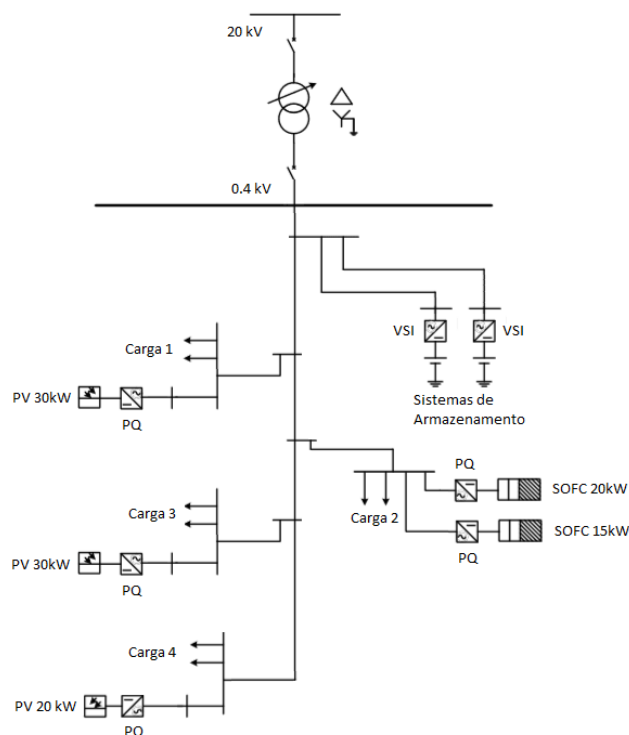 20 kV
0.4 kV
VSI
VSI
Sistemas de
Armazenamento
Carga 1
PV 30kW
PQ
PQ
SOFC 20kW
Carga 2
SOFC 15kW
PQ
Carga 3
PV 30kW
PQ
Carga 4
PV 20 kW
PQ